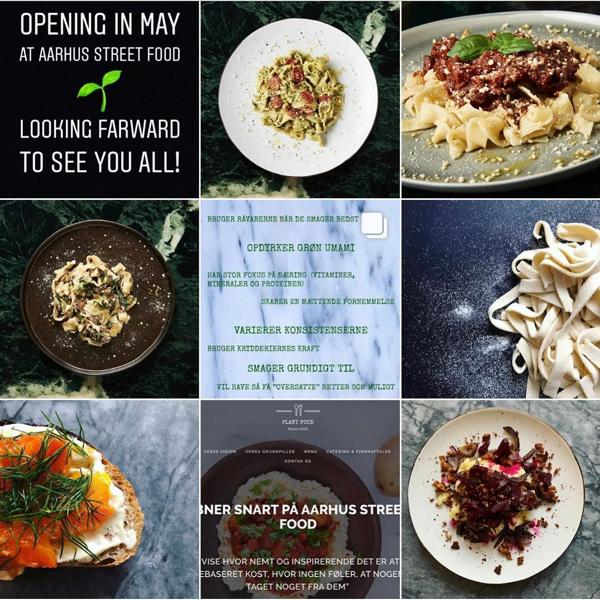 OPENING IN MAY
AT AARHUS STREET FOOD
LOOKING FARWARD
TO SEE YOU ALL!
BRUGER RÅVARERNE NÅR DE SMAGER BEDST
OPDYRKER GRØN UMAMI
HAR STOR FOKUS PÅ NÆRING (VITAMINER,
MINERALER OG PROTEINER)
SKABER EN MÆTTENDE FORNEMMELSE
VARIERER KONSISTENSERNE
BRUGER KRYDDERIERNES KRAFT
SMAGER GRUNDIGT TIL
VIL HAVE SÅ FÅ "OVERSATTE" RETTER SOM MULIGT
PLANT FOOD
VORES VISION VORES GRUNDPILLER MENU CATERING & FIRMAAFTALER
KONTAK OS
BNER SNART PÅ AARHUS STREE
FOOD
VISE HVOR NEMT OG INSPIRERENDE DET ER AT
EBASERET KOST, HVOR INGEN FØLER, AT NOGEN
TAGET NOGET FRA DEM"